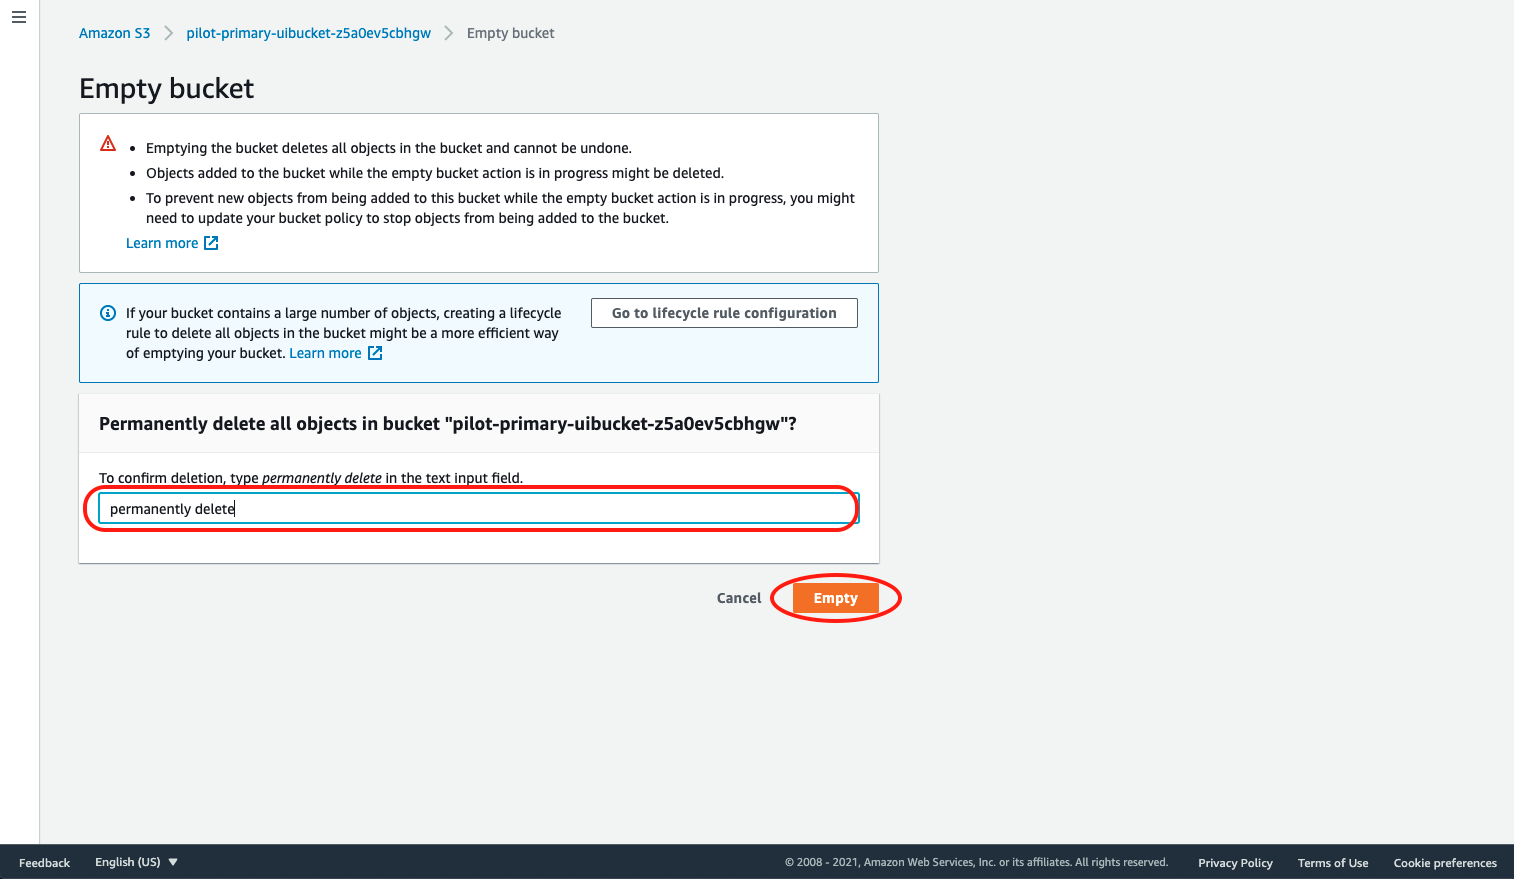 Amazon S3 > pilot-primary-uibucket-z5a0ev5cbhgw > Empty bucket
Empty bucket
• Emptying the bucket deletes all objects in the bucket and cannot be undone.
• Objects added to the bucket while the empty bucket action is in progress might be deleted.
• To prevent new objects from being added to this bucket while the empty bucket action is in progress, you might
need to update your bucket policy to stop objects from being added to the bucket.
Learn more
If your bucket contains a large number of objects, creating a lifecycle
rule to delete all objects in the bucket might be a more efficient way
of emptying your bucket. Learn more
Go to lifecycle rule configuration
Permanently delete all objects in bucket "pilot-primary-uibucket-z5a0ev5cbhgw"?
To confirm deletion, type permanently delete in the text input field.
permanently delete
Cancel Empty
Feedback English (US) © 2008 - 2021, Amazon Web Services, Inc. or its affiliates. All rights reserved. Privacy Policy Terms of Use Cookie preferences